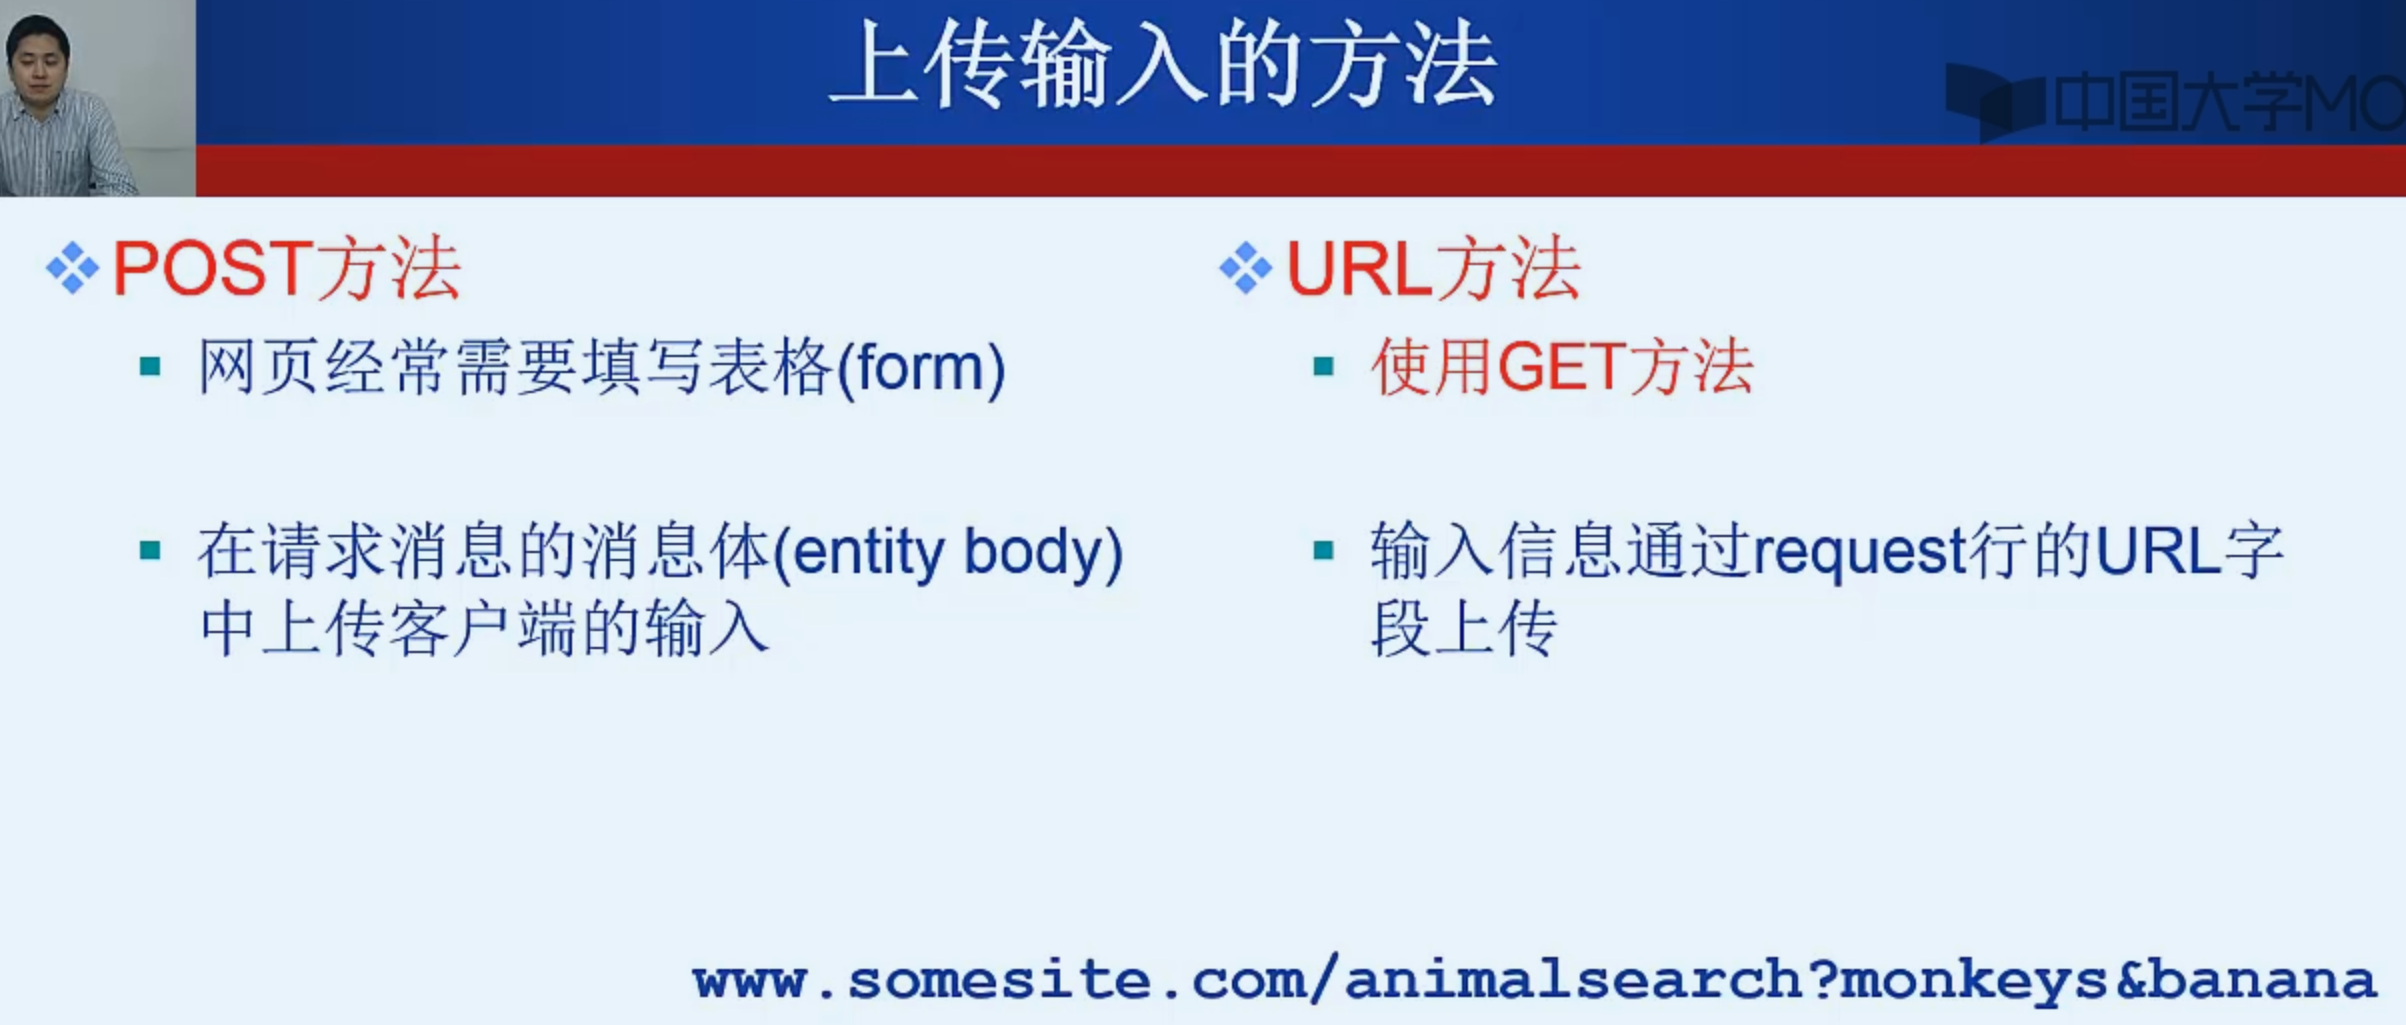 上传输入的方法
中国大学MO
POST方法
网页经常需要填写表格(form)
在请求消息的消息体(entity body)
中上传客户端的输入
URL方法
使用GET方法
输入信息通过request行的URL字
段上传
www.somesite.com/animalsearch?monkeys&banana